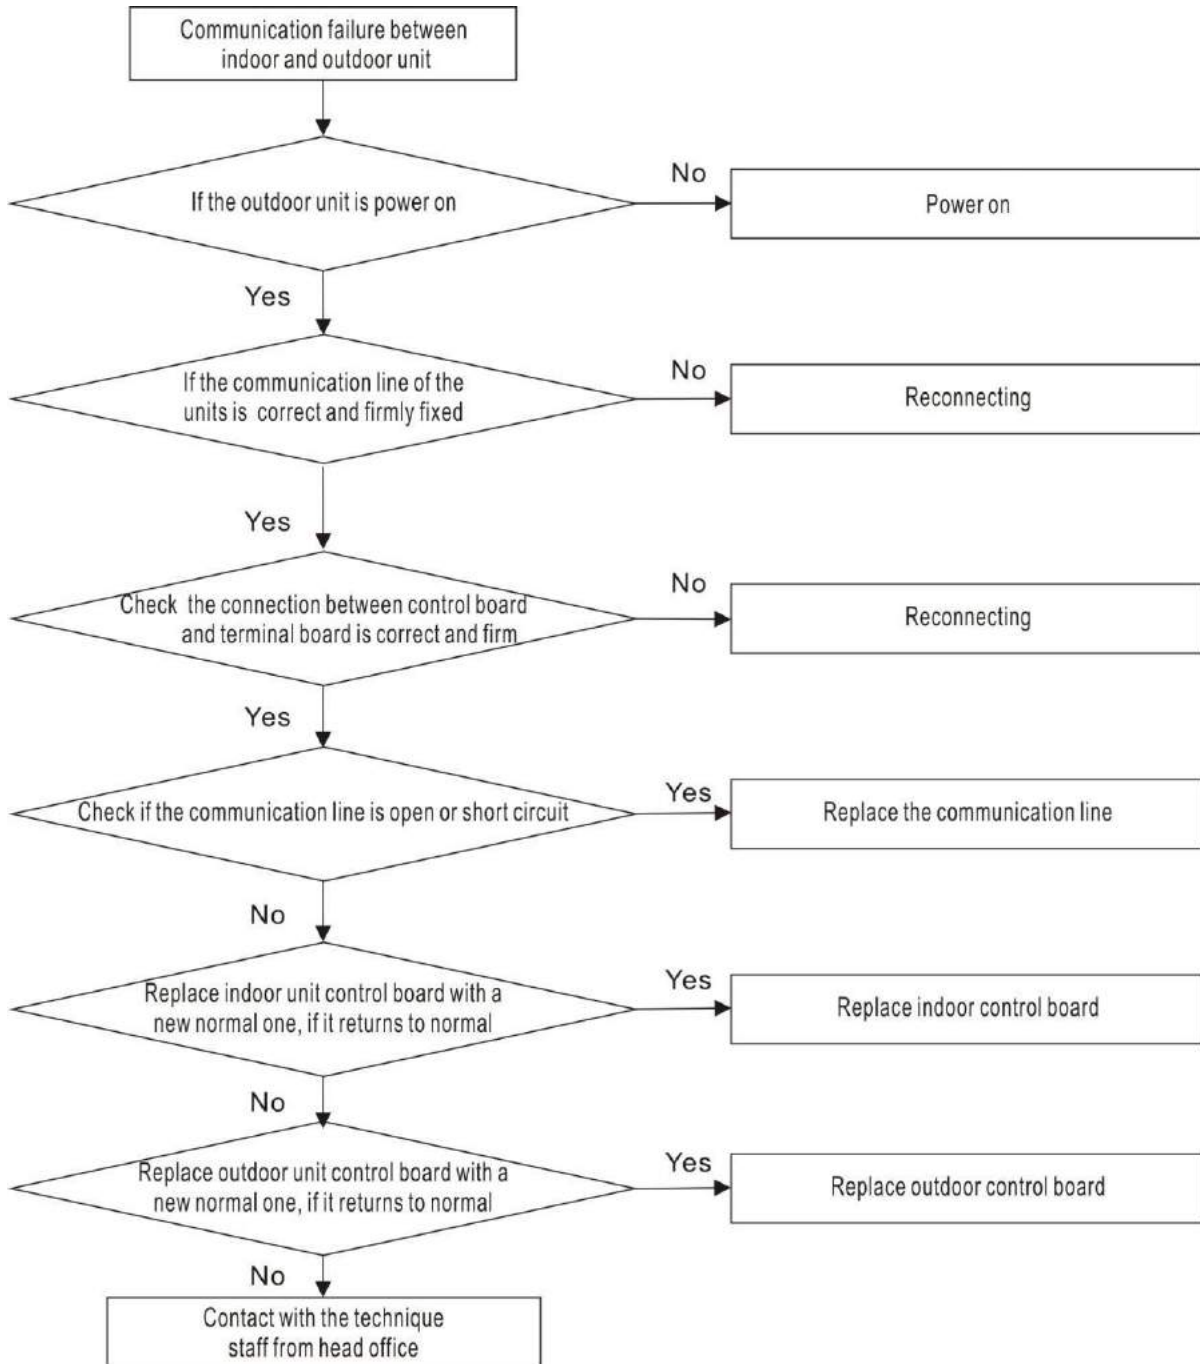 Communication failure between
indoor and outdoor unit
If the outdoor unit is power on
No
Power on
Yes
If the communication line of the
units is correct and firmly fixed
No
Reconnecting
Yes
Check the connection between control board
and terminal board is correct and firm
No
Reconnecting
Yes
Check if the communication line is open or short circuit
Yes
Replace the communication line
No
Replace indoor unit control board with a
new normal one, if it returns to normal
Yes
Replace indoor control board
No
Replace outdoor unit control board with a
new normal one, if it returns to normal
Yes
Replace outdoor control board
No
Contact with the technique
staff from head office